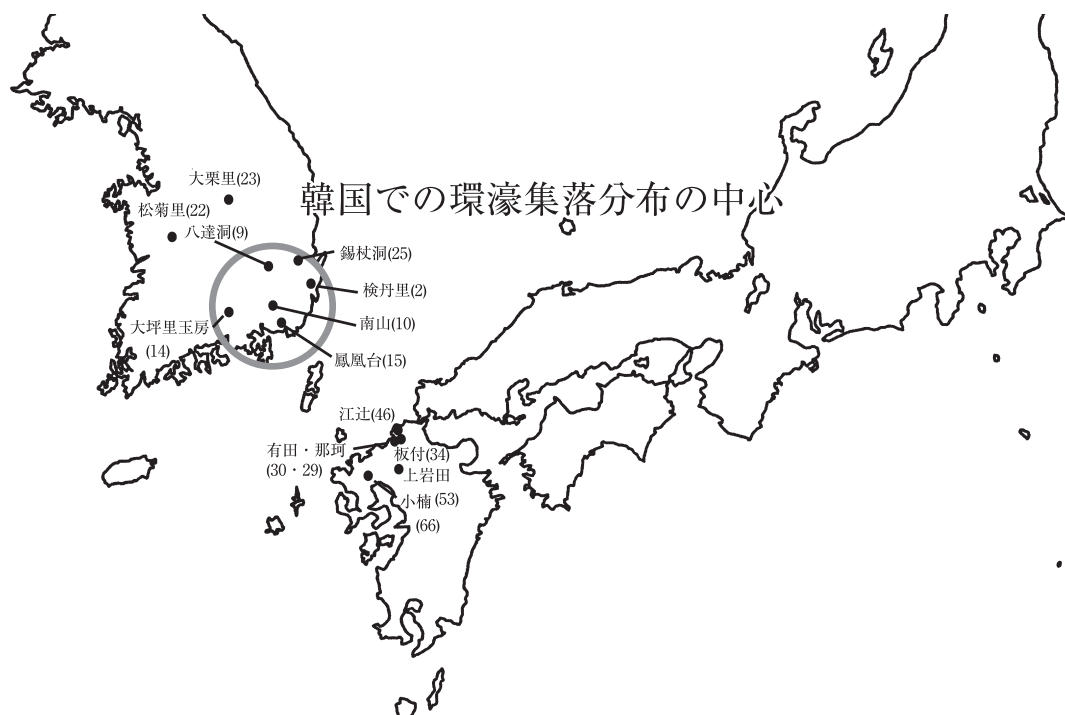 韓国での環濠集落分布の中心
大栗里(23)
松菊里(22)
八達洞(9)
錫杖洞(25)
検丹里(2)
南山(10)
大坪里玉房
(14)
鳳凰台(15)
江辻(46)
有田・那珂
(30・29)
板付(34)
上岩田
小楠(53)
(66)